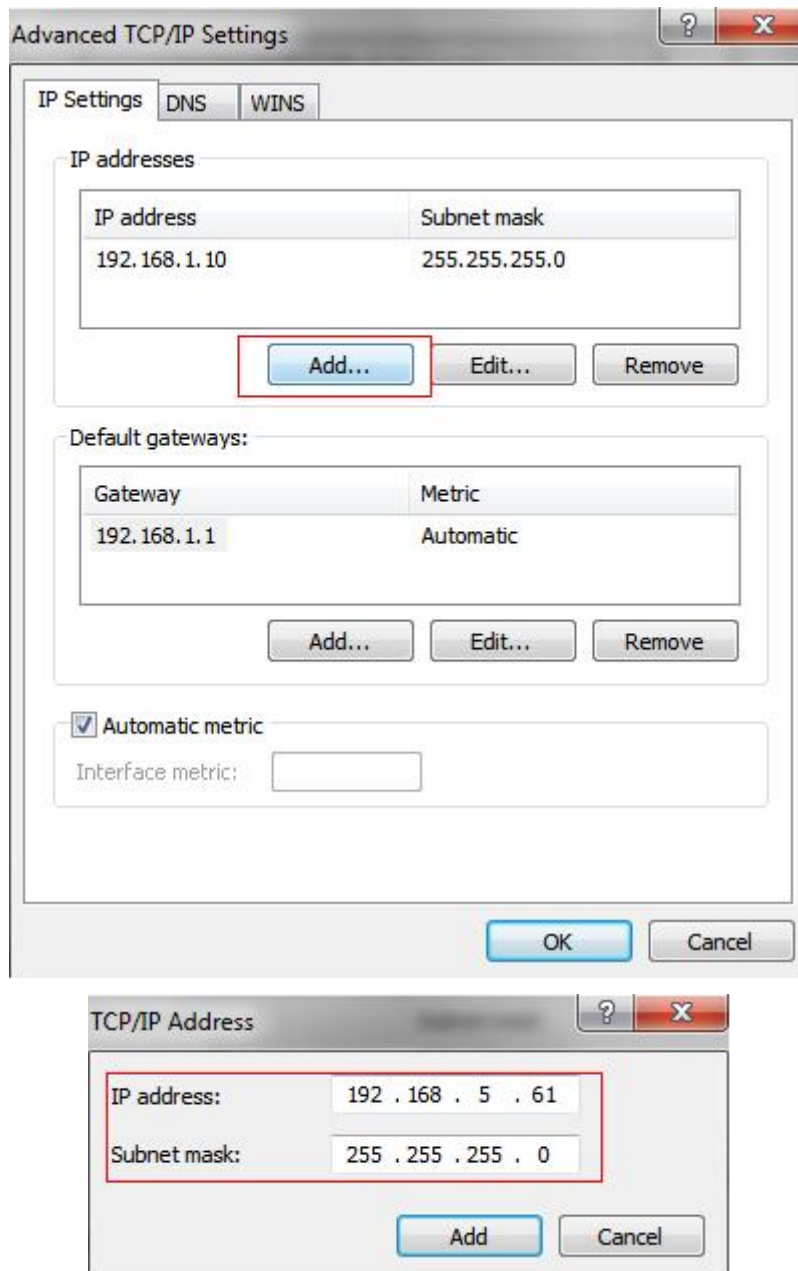 Advanced TCP/IP Settings
IP Settings DNS WINS
IP addresses
IP address Subnet mask
192.168.1.10 255.255.255.0
Add... Edit... Remove
Default gateways:
Gateway Metric
192.168.1.1 Automatic
Add... Edit... Remove
Automatic metric
Interface metric:
OK Cancel
TCP/IP Address
IP address: 192 . 168 . 5 . 61
Subnet mask: 255 . 255 . 255 . 0
Add Cancel